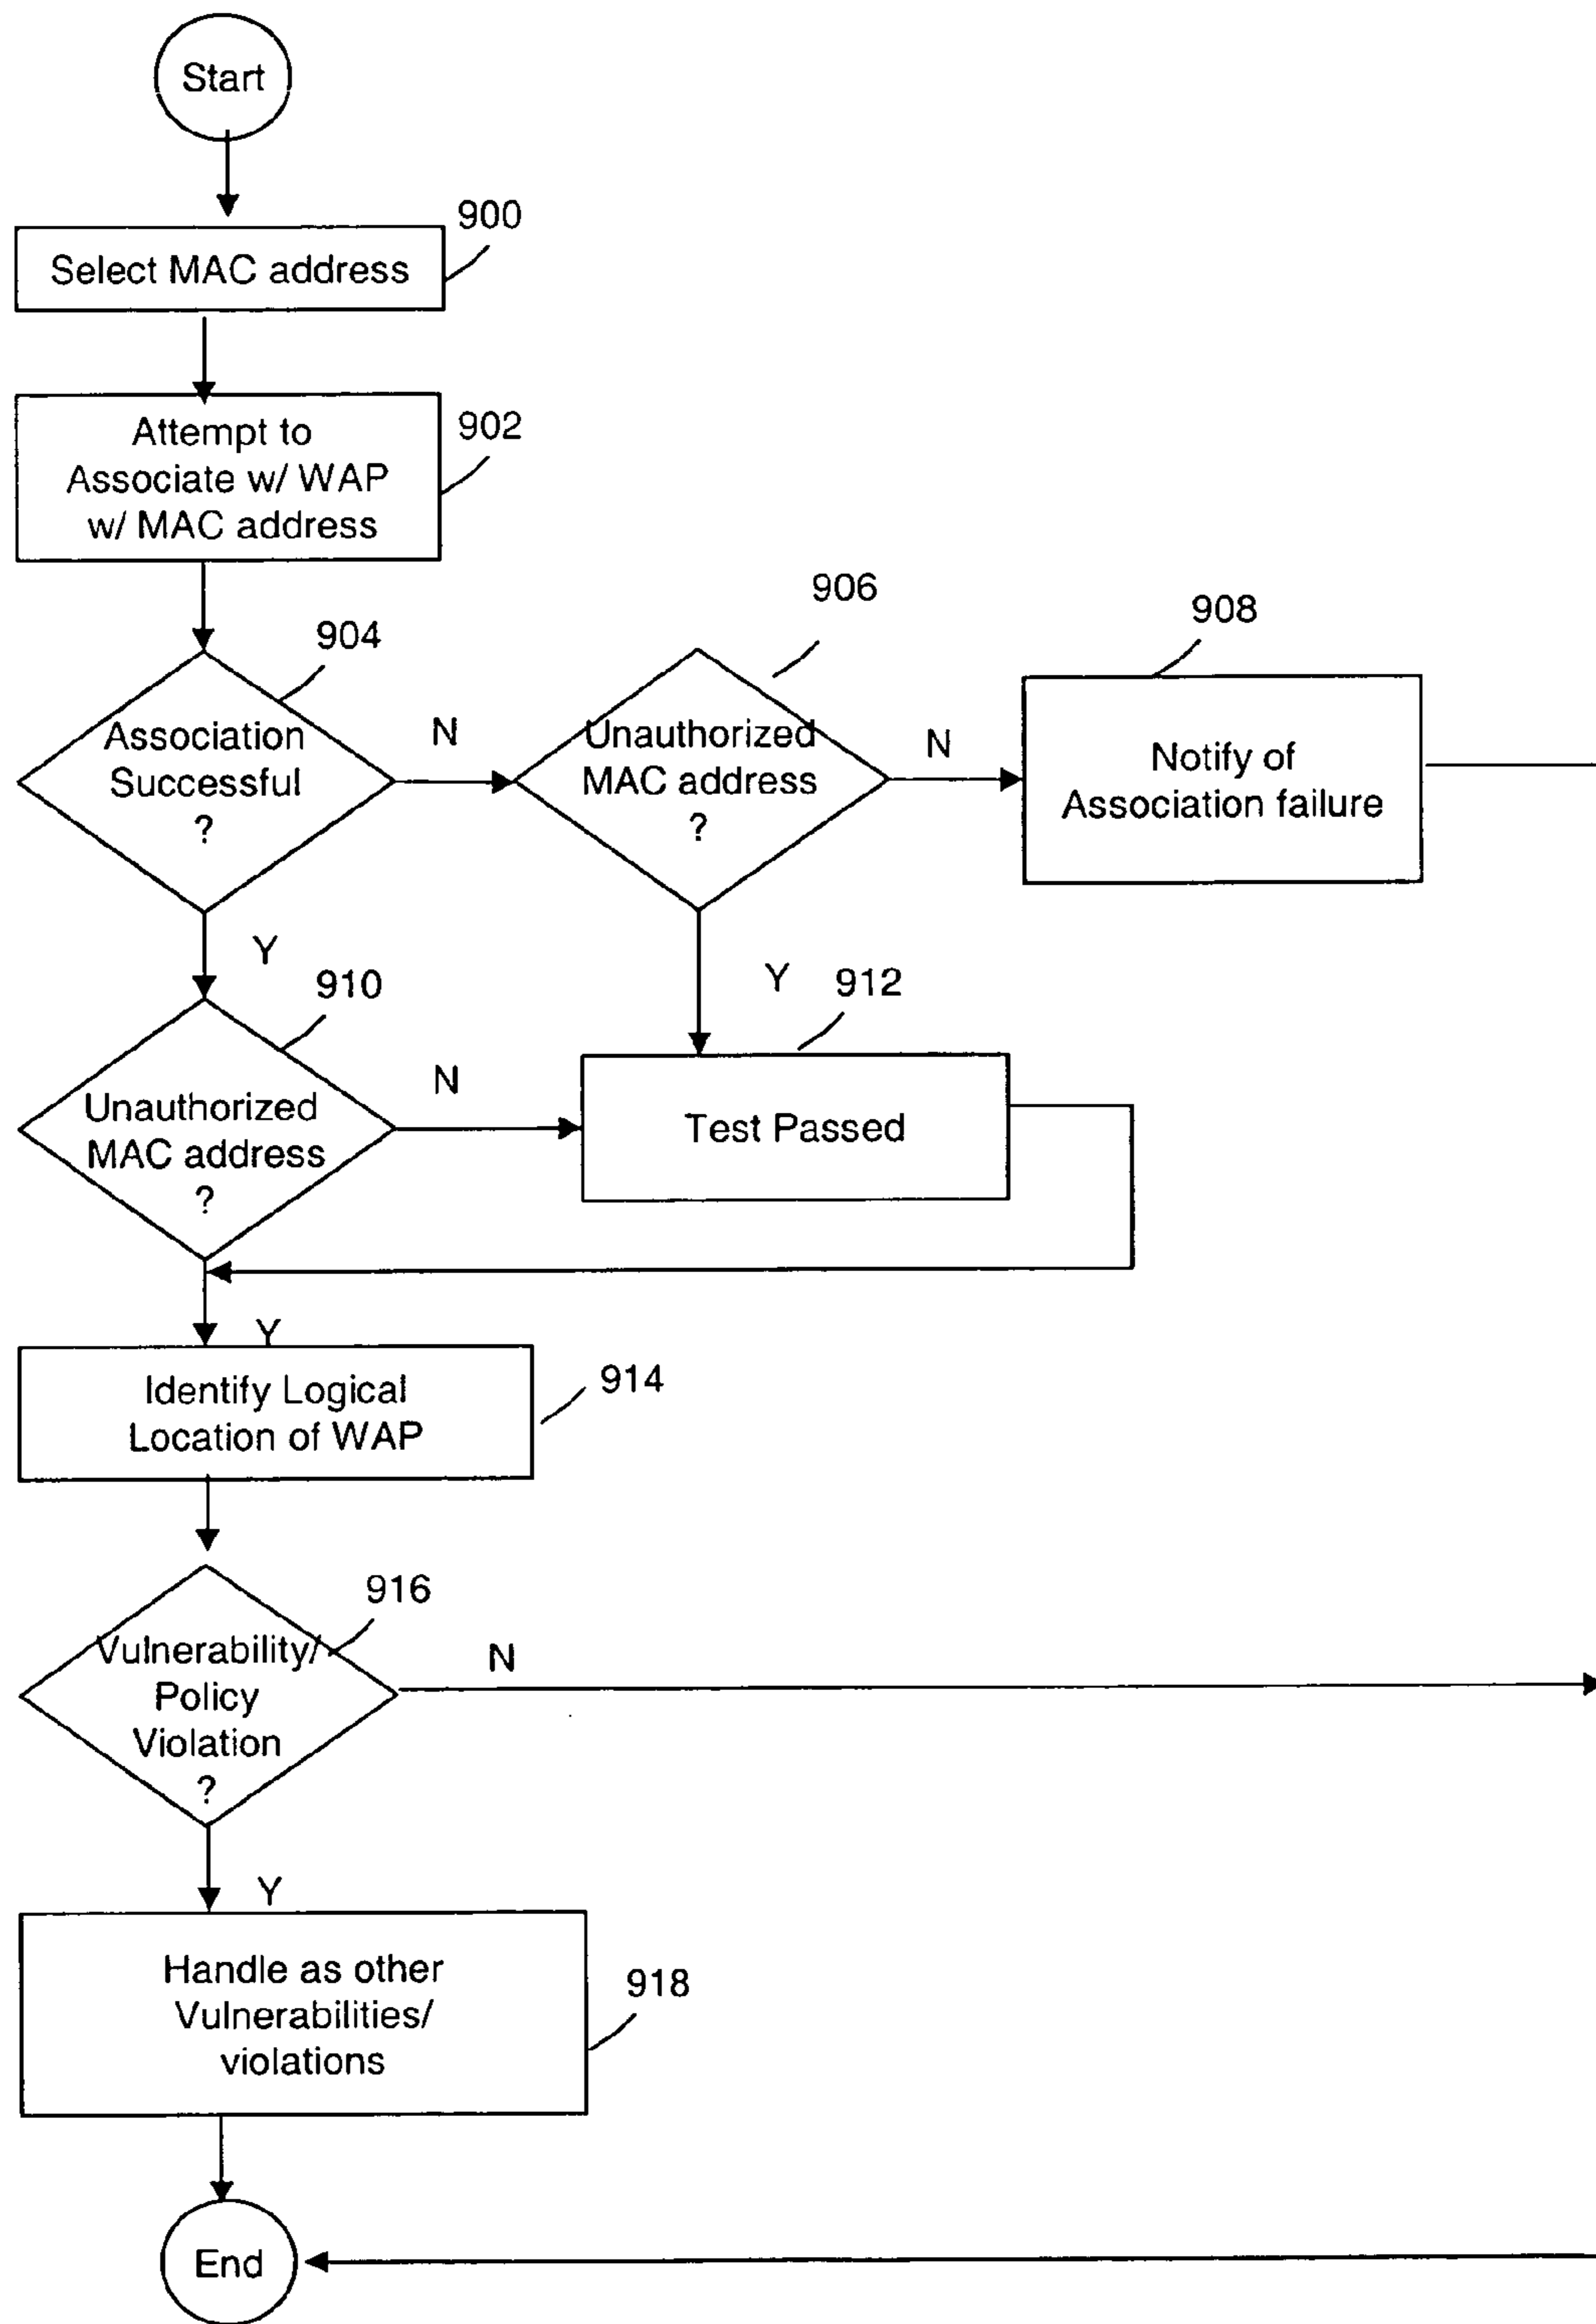 Start
900
Select MAC address
Attempt to
Associate w/ WAP
w/ MAC address
902
904
Association
Successful
?
N
906
Unauthorized
MAC address
?
N
908
Notify of
Association failure
Y
910
Unauthorized
MAC address
?
N
Y
912
Test Passed
Y
Identify Logical
Location of WAP
914
916
Vulnerability/
Policy
Violation
?
N
Y
Handle as other
Vulnerabilities/
violations
918
End